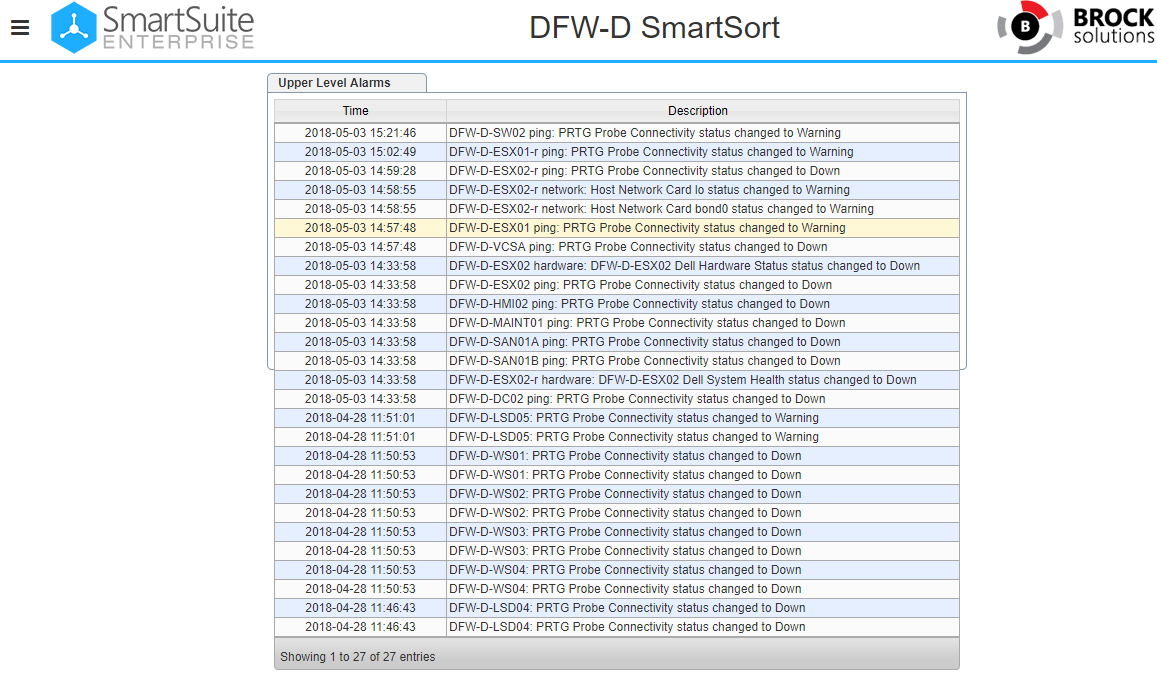 SmartSuite
ENTERPRISE
DFW-D SmartSort
B
BROCK
solutions
Upper Level Alarms
Time Description
2018-05-03 15:21:46 DFW-D-SW02 ping: PRTG Probe Connectivity status changed to Warning
2018-05-03 15:02:49 DFW-D-ESX01-r ping: PRTG Probe Connectivity status changed to Warning
2018-05-03 14:59:28 DFW-D-ESX02-r ping: PRTG Probe Connectivity status changed to Down
2018-05-03 14:58:55 DFW-D-ESX02-r network: Host Network Card lo status changed to Warning
2018-05-03 14:58:55 DFW-D-ESX02-r network: Host Network Card bond0 status changed to Warning
2018-05-03 14:57:48 DFW-D-ESX01 ping: PRTG Probe Connectivity status changed to Warning
2018-05-03 14:57:48 DFW-D-VCSA ping: PRTG Probe Connectivity status changed to Down
2018-05-03 14:33:58 DFW-D-ESX02 hardware: DFW-D-ESX02 Dell Hardware Status status changed to Down
2018-05-03 14:33:58 DFW-D-ESX02 ping: PRTG Probe Connectivity status changed to Down
2018-05-03 14:33:58 DFW-D-HMI02 ping: PRTG Probe Connectivity status changed to Down
2018-05-03 14:33:58 DFW-D-MAINT01 ping: PRTG Probe Connectivity status changed to Down
2018-05-03 14:33:58 DFW-D-SAN01A ping: PRTG Probe Connectivity status changed to Down
2018-05-03 14:33:58 DFW-D-SAN01B ping: PRTG Probe Connectivity status changed to Down
2018-05-03 14:33:58 DFW-D-ESX02-r hardware: DFW-D-ESX02 Dell System Health status changed to Down
2018-05-03 14:33:58 DFW-D-DC02 ping: PRTG Probe Connectivity status changed to Down
2018-04-28 11:51:01 DFW-D-LSD05: PRTG Probe Connectivity status changed to Warning
2018-04-28 11:51:01 DFW-D-LSD05: PRTG Probe Connectivity status changed to Warning
2018-04-28 11:50:53 DFW-D-WS01: PRTG Probe Connectivity status changed to Down
2018-04-28 11:50:53 DFW-D-WS01: PRTG Probe Connectivity status changed to Down
2018-04-28 11:50:53 DFW-D-WS02: PRTG Probe Connectivity status changed to Down
2018-04-28 11:50:53 DFW-D-WS02: PRTG Probe Connectivity status changed to Down
2018-04-28 11:50:53 DFW-D-WS03: PRTG Probe Connectivity status changed to Down
2018-04-28 11:50:53 DFW-D-WS03: PRTG Probe Connectivity status changed to Down
2018-04-28 11:50:53 DFW-D-WS04: PRTG Probe Connectivity status changed to Down
2018-04-28 11:50:53 DFW-D-WS04: PRTG Probe Connectivity status changed to Down
2018-04-28 11:46:43 DFW-D-LSD04: PRTG Probe Connectivity status changed to Down
2018-04-28 11:46:43 DFW-D-LSD04: PRTG Probe Connectivity status changed to Down
Showing 1 to 27 of 27 entries